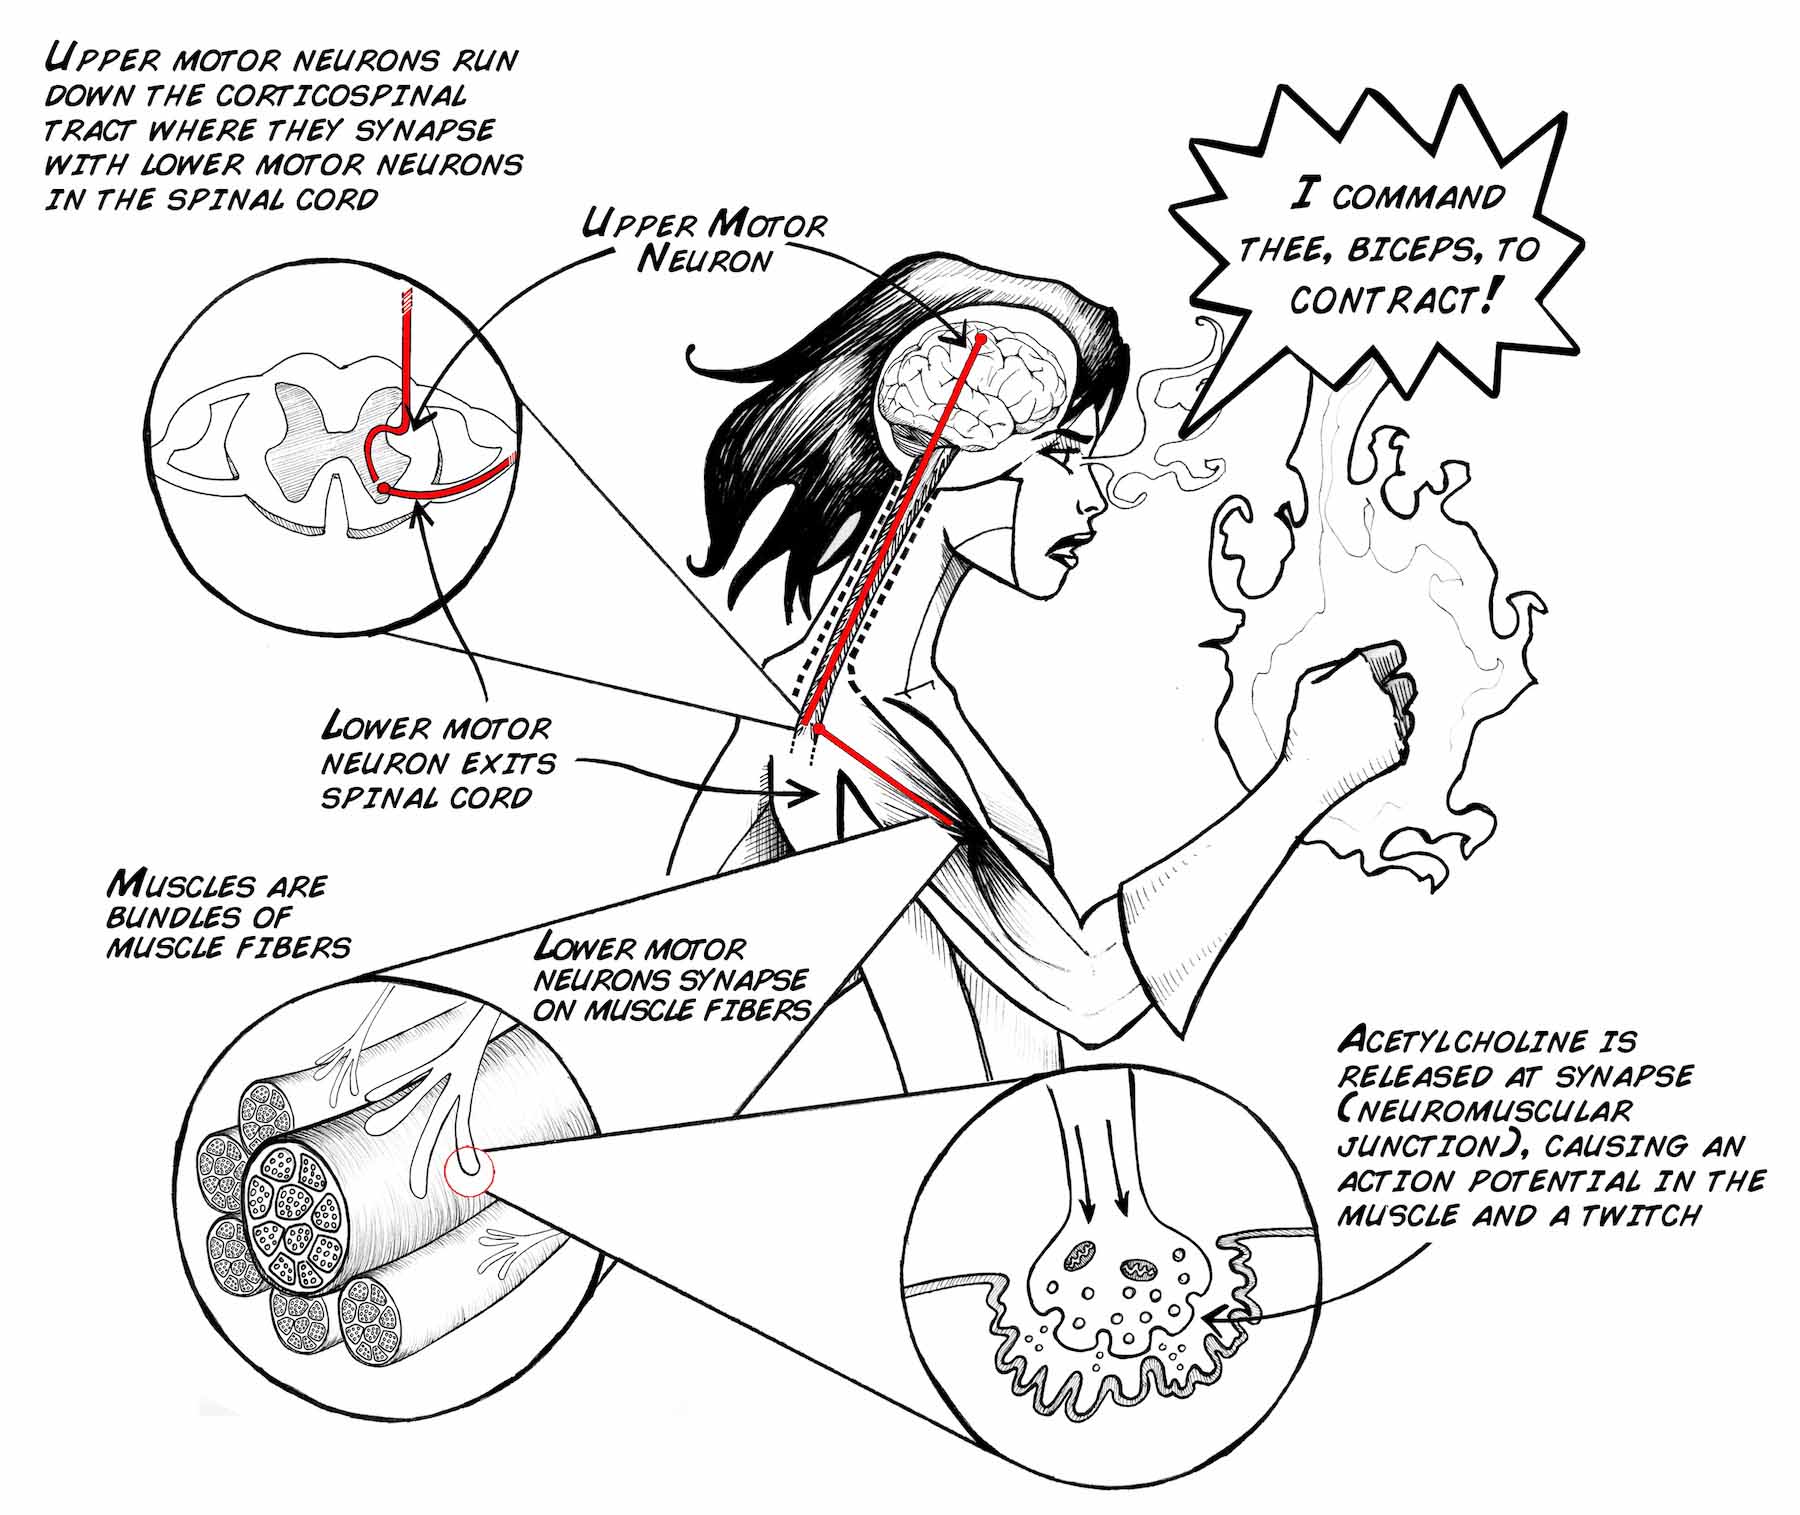 Upper motor neurons run
down the corticospinal
tract where they synapse
with lower motor neurons
in the spinal cord
Upper Motor
Neuron
I command
thee, biceps, to
contract!
Lower motor
neuron exits
spinal cord
Muscles are
bundles of
muscle fibers
Lower motor
neurons synapse
on muscle fibers
Acetylcholine is
released at synapse
(neuromuscular
junction), causing an
action potential in the
muscle and a twitch